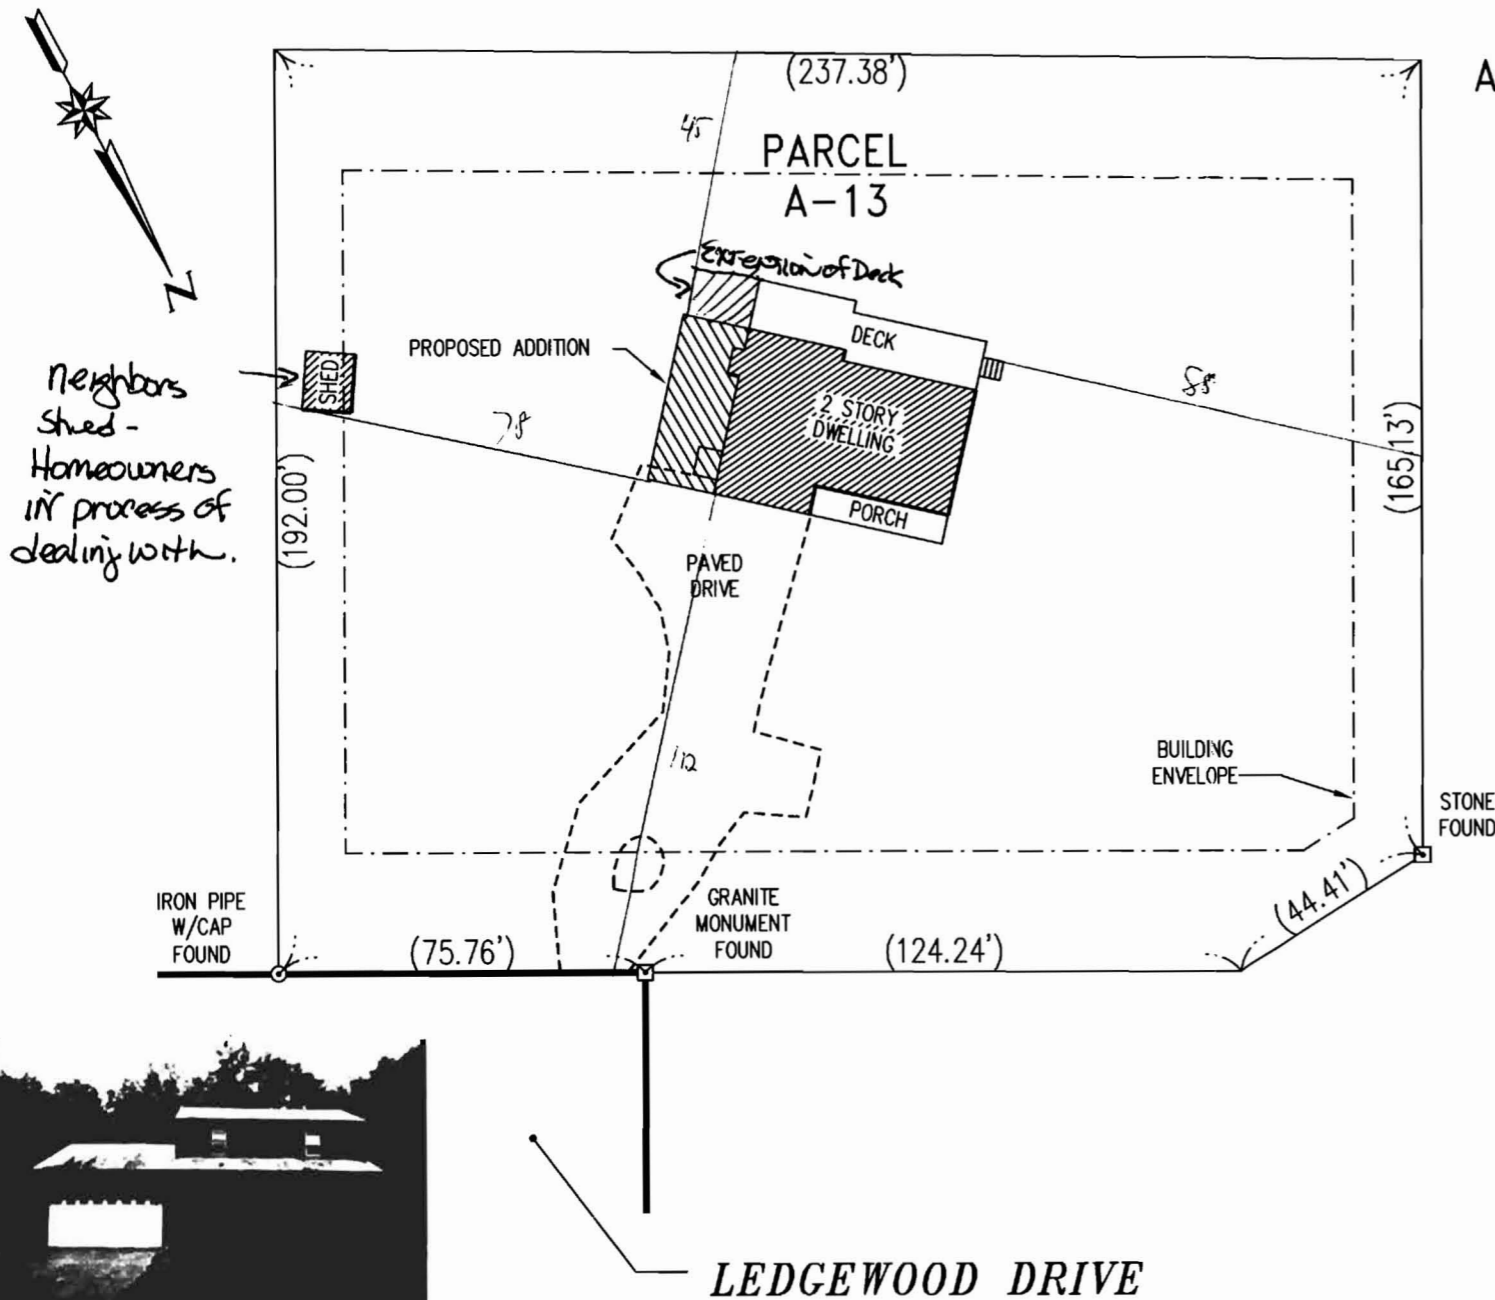 A
(237.38')
45
PARCEL
A-13
Extension of Deck
PROPOSED ADDITION
DECK
SHED
neighbors
shed -
Homeowners
in process of
dealing with.
2 STORY
DWELLING
78
(165.13')
(192.00')
PORCH
PAVED
DRIVE
112
BUILDING
ENVELOPE
STONE
FOUND
IRON PIPE
W/CAP
FOUND
GRANITE
MONUMENT
FOUND
(44.41')
(75.76')
(124.24')
N
LEDGEWOOD DRIVE